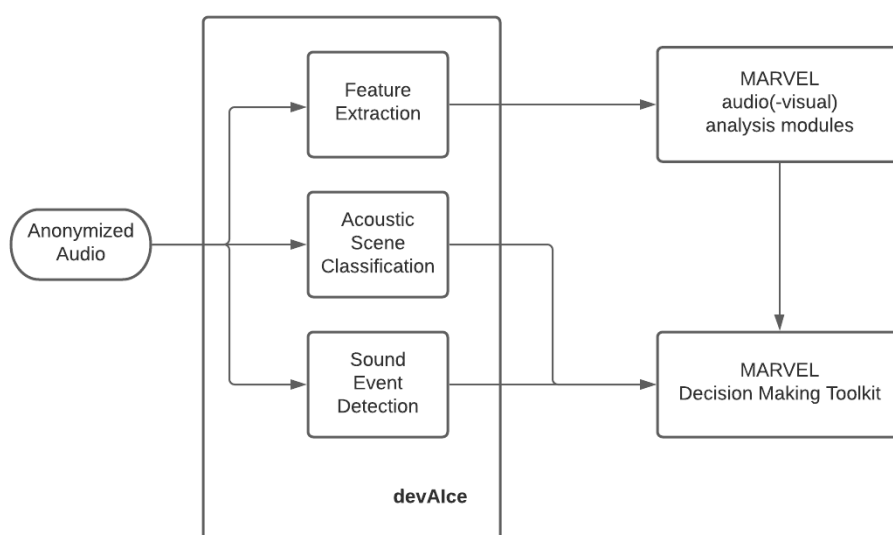 Anonymized
Audio
Feature
Extraction
Acoustic
Scene
Classification
Sound
Event
Detection
devAIce
MARVEL
audio(-visual)
analysis modules
MARVEL
Decision Making Toolkit